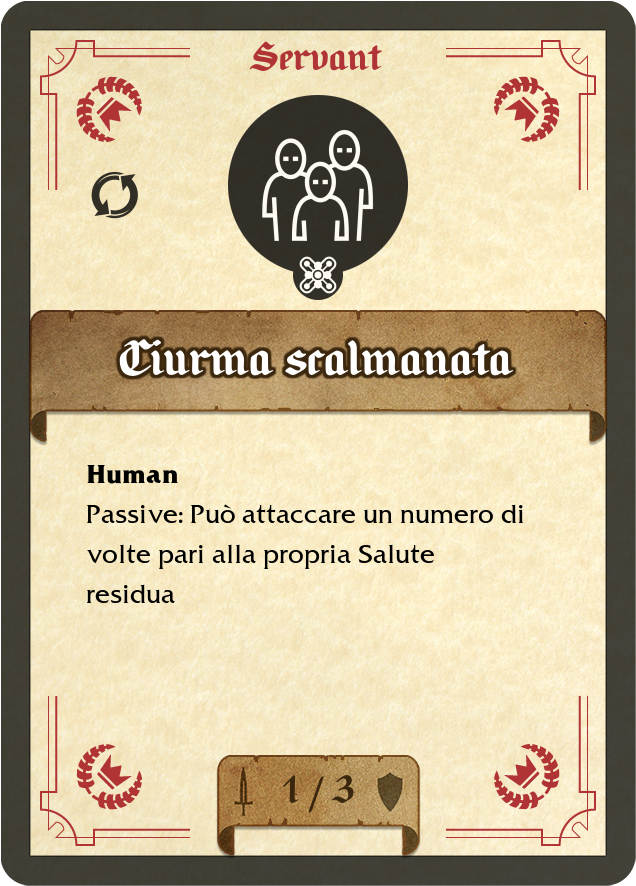 Servant
Ciurma scalmanata
Human
Passive: Può attaccare un numero di
volte pari alla propria Salute
residua
1/3